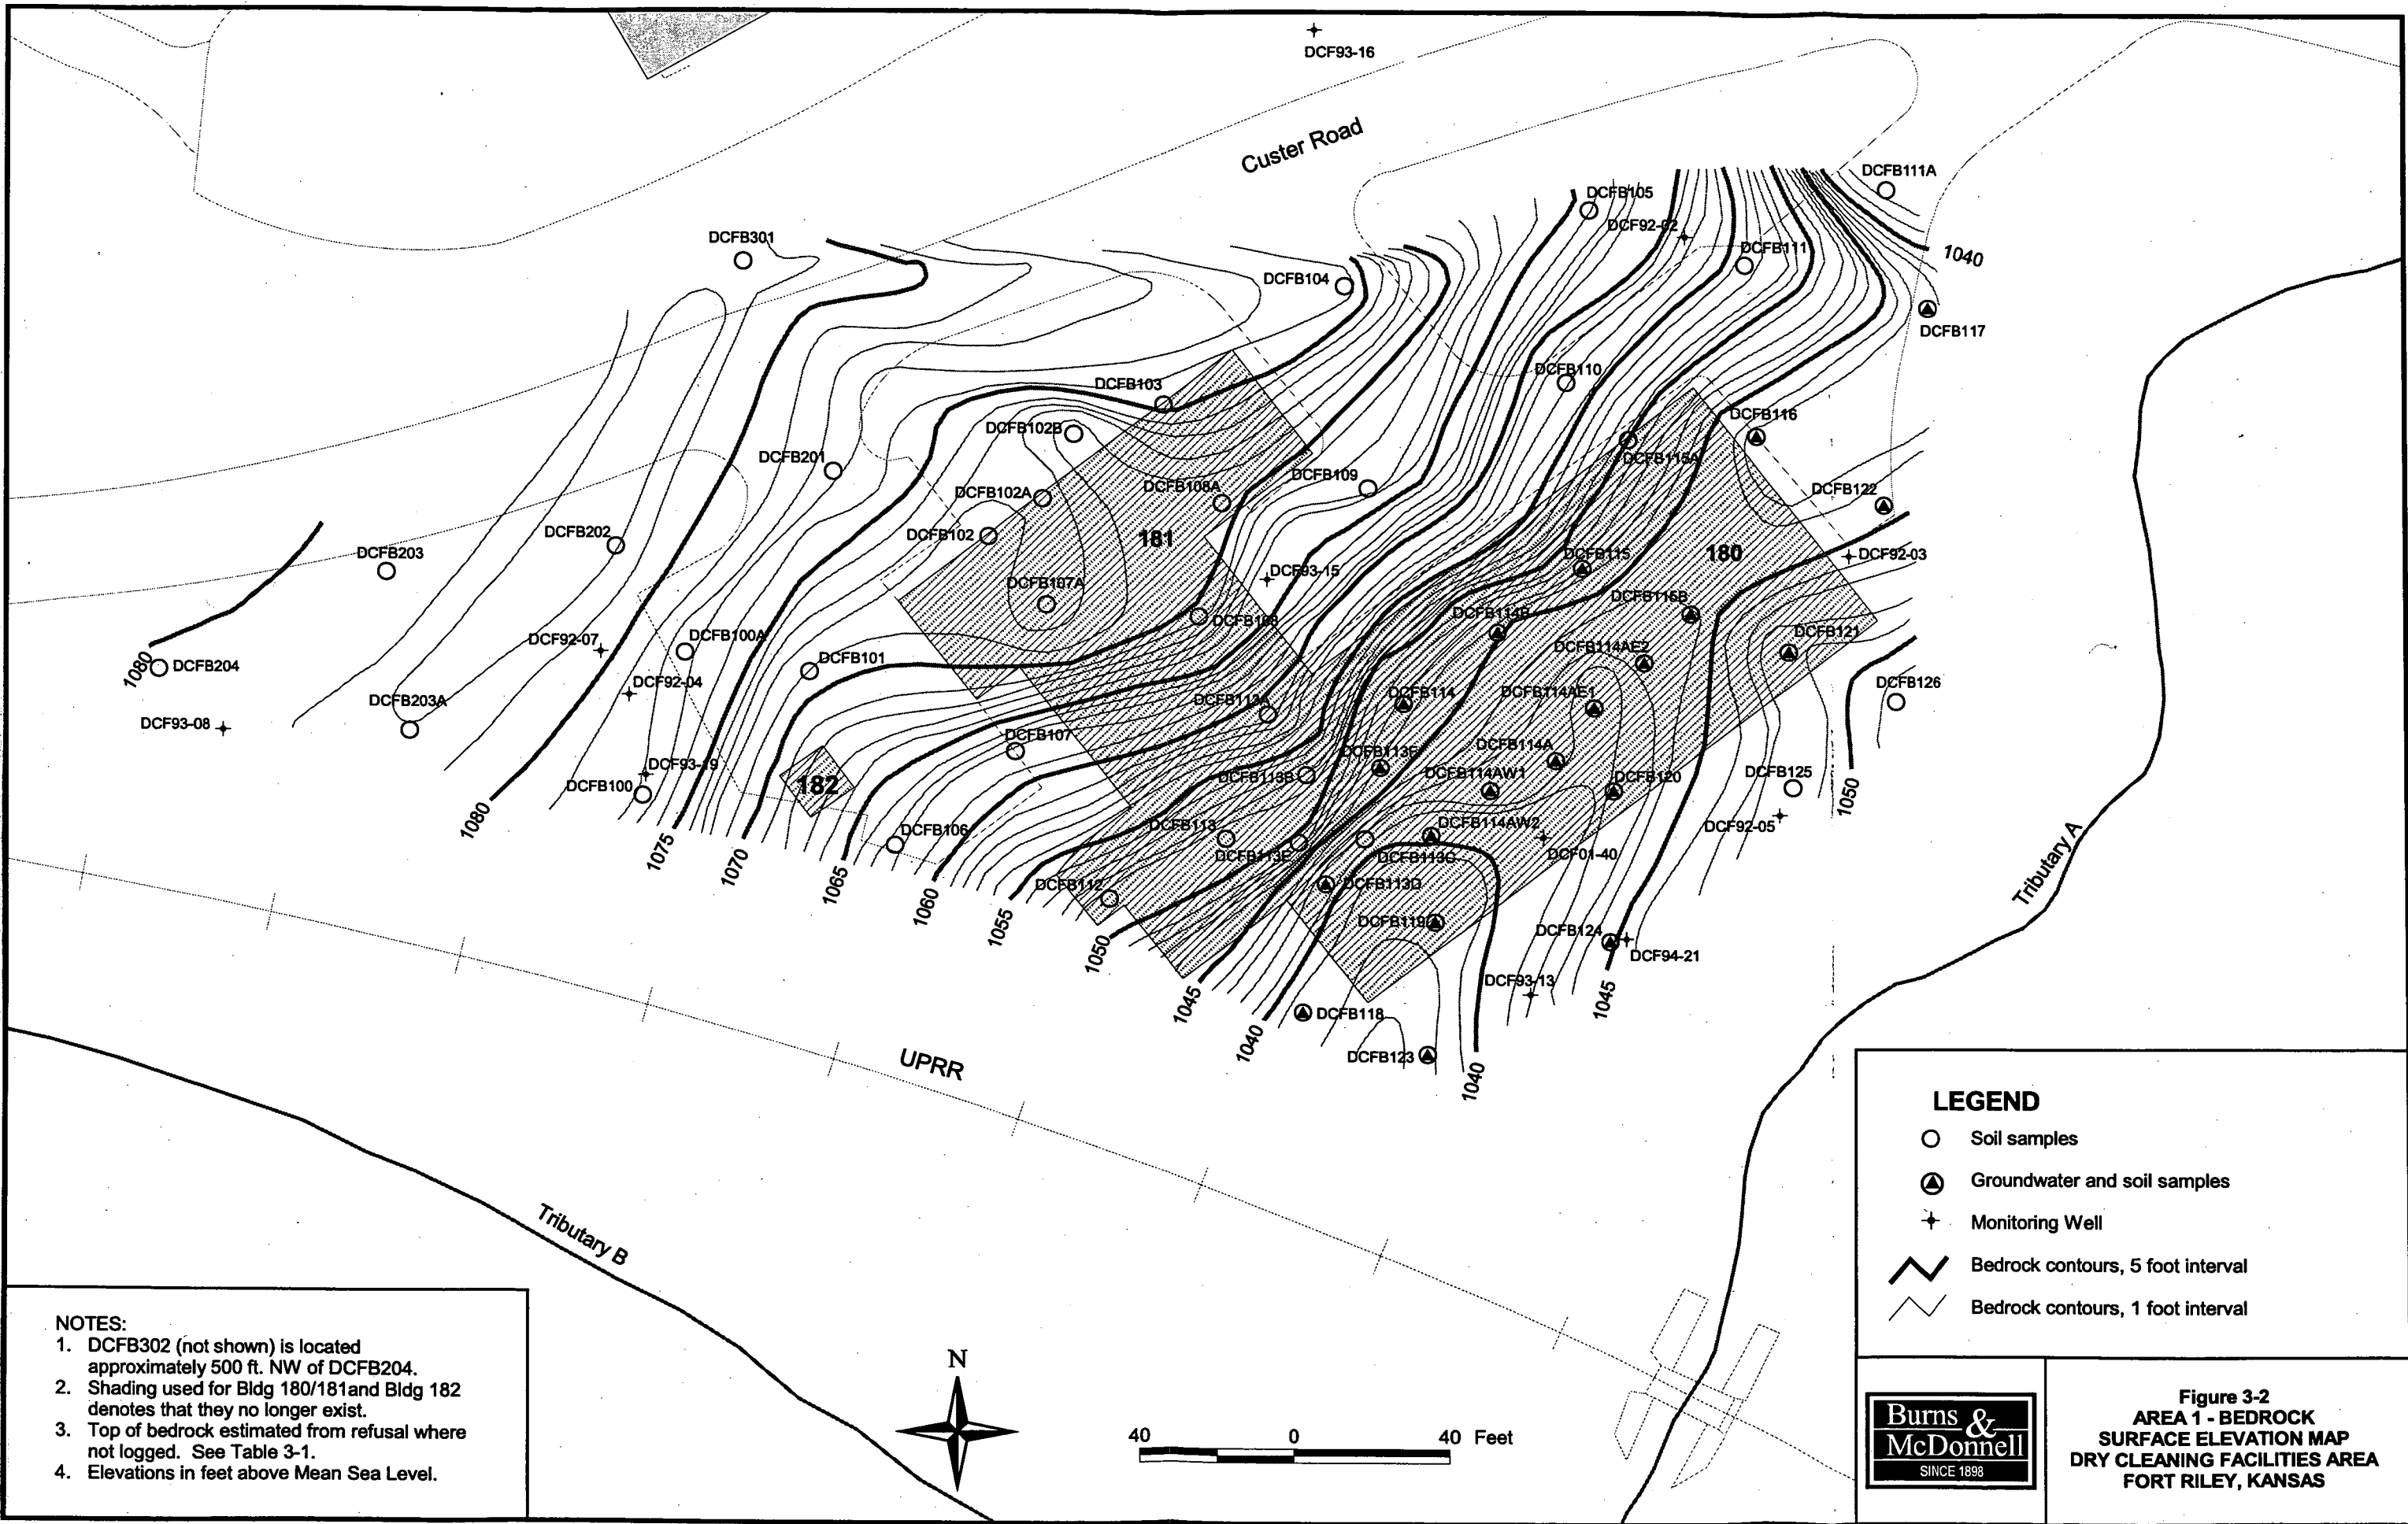 DCF93-16
Custer Road
DCFB111A
DCFB105
DCF92-02
DCFB111
1040
DCFB301
DCFB104
DCFB117
DCFB103
DCFB110
DCFB102B
DCFB116
DCFB201
DCFB115A
DCFB102A
DCFB108A
DCFB109
DCFB122
DCFB202
DCFB102
181
180
DCFB203
DCFB115
DCF92-03
DCF93-15
DCFB107A
DCFB115B
DCFB108
DCFB114B
DCFB121
DCF92-07
DCFB100A
DCFB114AE2
1080
DCFB204
DCFB101
DCF92-04
DCFB126
DCFB203A
DCFB113A
DCFB114
DCFB114AE1
DCF93-08
DCFB107
DCFB114A
DCF93-19
DCFB113F
DCFB125
DCFB100
182
DCFB113B
DCFB114AW1
DCFB120
1050
1080
DCFB106
DCFB113
DCFB114AW2
DCF92-05
1075
1070
DCFB113E
DCFB113C
DCF01-40
Tributary A
1065
1060
DCFB112
DCFB113D
1055
DCFB119
DCFB124
DCF94-21
1050
DCF93-13
1045
1045
DCFB118
1040
DCFB123
UPRR
1040
Tributary B
LEGEND
Soil samples
Groundwater and soil samples
Monitoring Well
Bedrock contours, 5 foot interval
Bedrock contours, 1 foot interval
NOTES:
1. DCFB302 (not shown) is located
approximately 500 ft. NW of DCFB204.
2. Shading used for Bldg 180/181and Bldg 182
denotes that they no longer exist.
3. Top of bedrock estimated from refusal where
not logged. See Table 3-1.
4. Elevations in feet above Mean Sea Level.
N
40 0 40 Feet
Burns &
McDonnell
SINCE 1898
Figure 3-2
AREA 1 - BEDROCK
SURFACE ELEVATION MAP
DRY CLEANING FACILITIES AREA
FORT RILEY, KANSAS